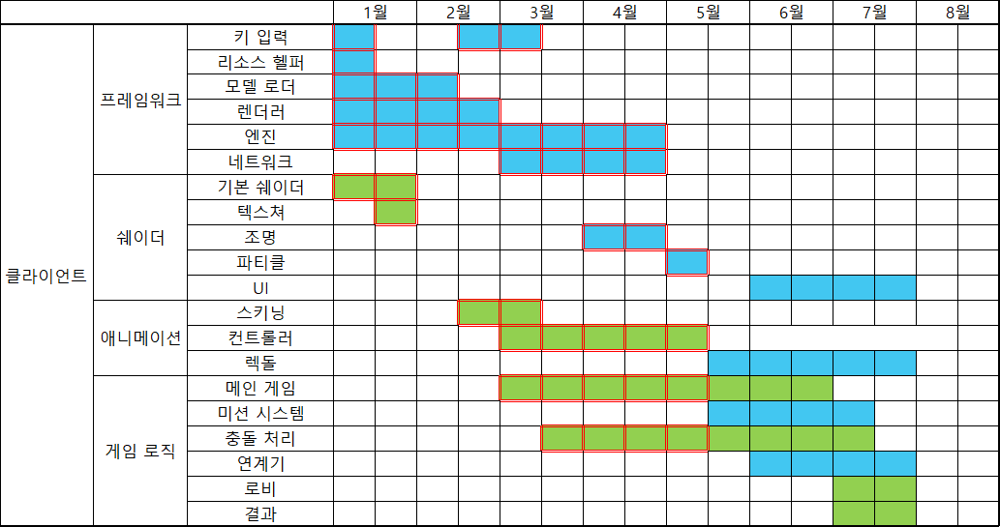 1월 2월 3월 4월 5월 6월 7월 8월
클라이언트
프레임워크
키 입력
리소스 헬퍼
모델 로더
렌더러
엔진
네트워크
쉐이더
기본 쉐이더
텍스쳐
조명
파티클
UI
애니메이션
스키닝
컨트롤러
렉돌
게임 로직
메인 게임
미션 시스템
충돌 처리
연계기
로비
결과